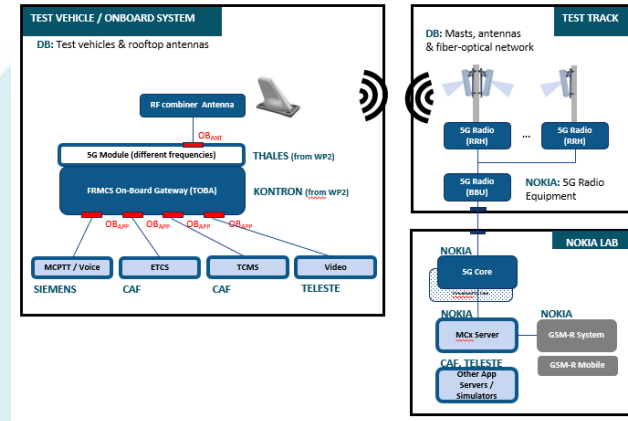 TEST VEHICLE / ONBOARD SYSTEM
DB: Test vehicles & rooftop antennas
RF combiner Antenna
OBANT
5G Module (different frequencies)
THALES (from WP2)
FRMCS On-Board Gateway (TOBA)
KONTRON (from WP2)
OBAPP
OBAPP
OBAPP
OBAPP
MCPTT / Voice
ETCS
TCMS
Video
SIEMENS
CAF
CAF
TELESTE
TEST TRACK
DB: Masts, antennas
& fiber-optical network
5G Radio
(RRH)
...
5G Radio
(RRH)
5G Radio
(BBU)
NOKIA: 5G Radio
Equipment
NOKIA LAB
NOKIA
5G Core
NOKIA
MCx Server
NOKIA
GSM-R System
GSM-R Mobile
CAF, TELESTE
Other App
Servers /
Simulators